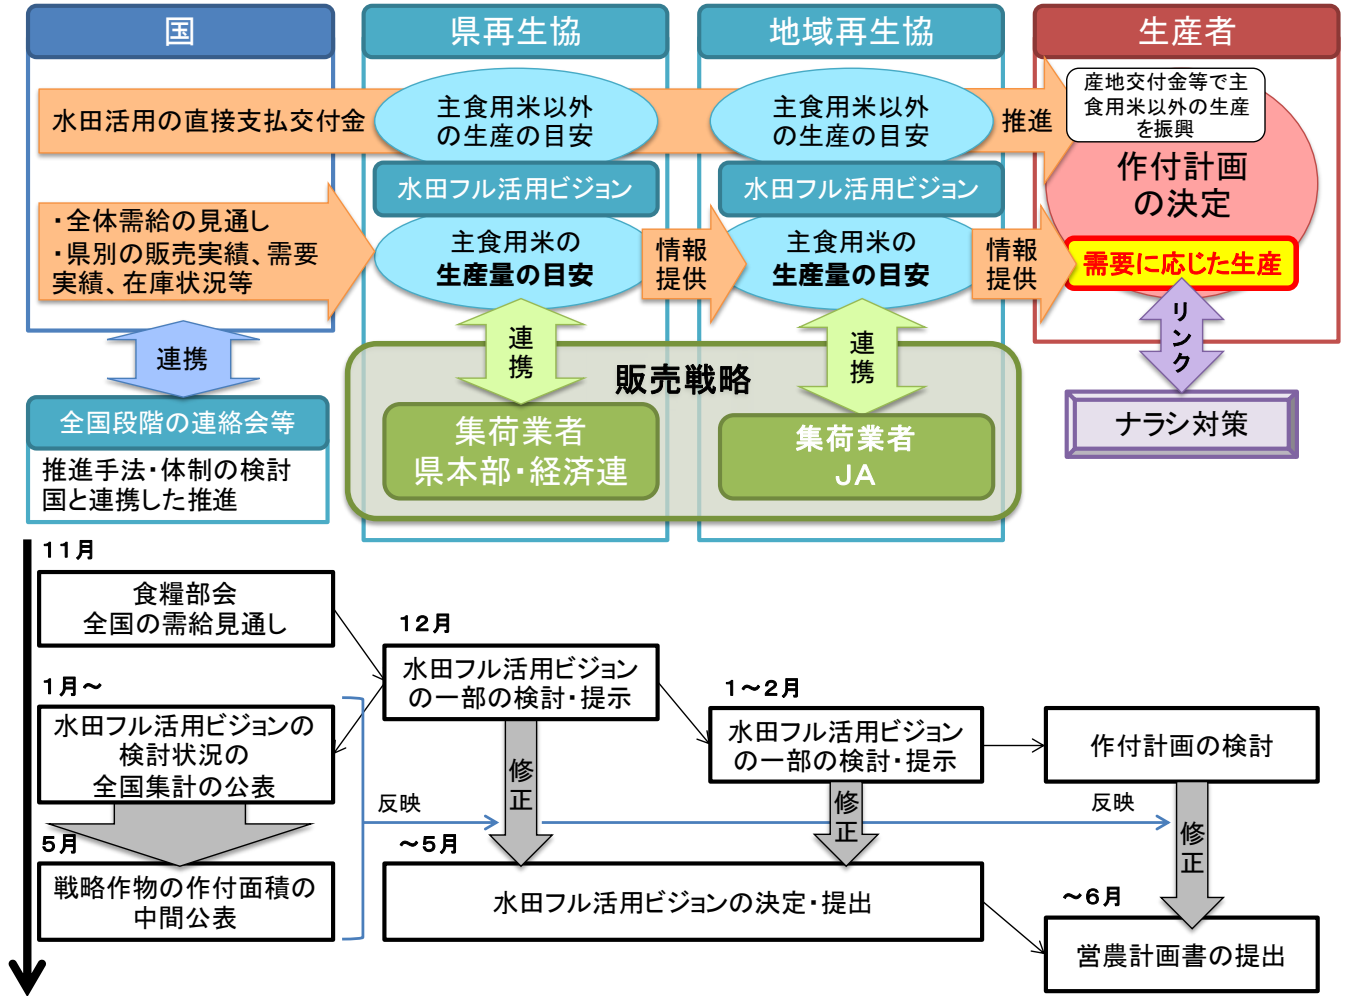 国
県再生協
地域再生協
生産者
水田活用の直接支払交付金
主食用米以外
の生産の目安
主食用米以外
の生産の目安
推進
産地交付金等で主
食用米以外の生産
を振興
作付計画
の決定
水田フル活用ビジョン
水田フル活用ビジョン
・全体需給の見通し
・県別の販売実績、需要
実績、在庫状況等
主食用米の
生産量の目安
情報
提供
主食用米の
生産量の目安
情報
提供
需要に応じた生産
連携
連携
連携
リンク
販売戦略
全国段階の連絡会等
推進手法・体制の検討
国と連携した推進
集荷業者
県本部・経済連
集荷業者
JA
ナラシ対策
11月
食糧部会
全国の需給見通し
12月
水田フル活用ビジョン
の一部の検討・提示
1月~
水田フル活用ビジョンの
検討状況の
全国集計の公表
1~2月
水田フル活用ビジョン
の一部の検討・提示
作付計画の検討
修正
修正
修正
反映
反映
5月
戦略作物の作付面積の
中間公表
~5月
水田フル活用ビジョンの決定・提出
~6月
営農計画書の提出